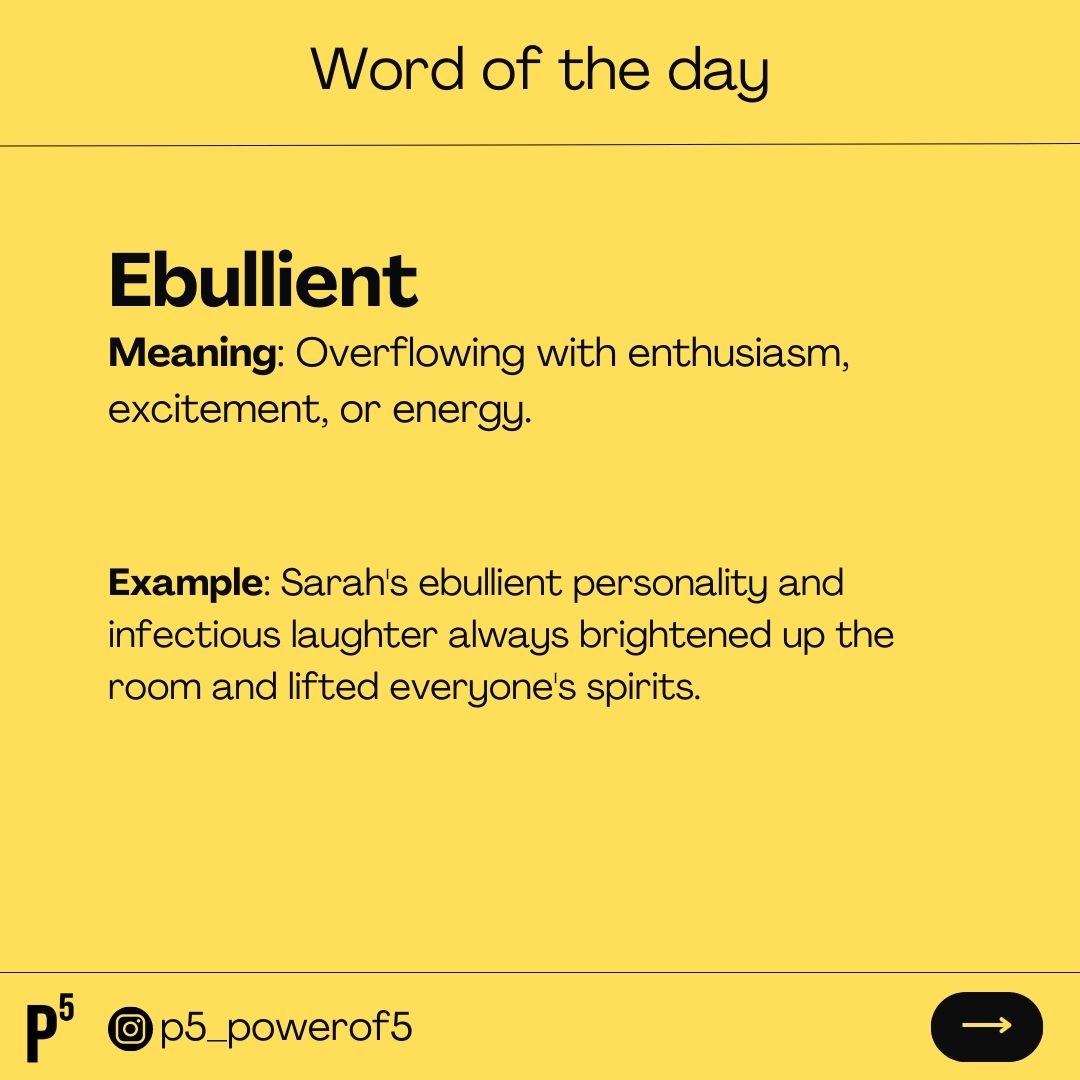 Word of the day
Ebullient
Meaning: Overflowing with enthusiasm,
excitement, or energy.
Example: Sarah's ebullient personality and
infectious laughter always brightened up the
room and lifted everyone's spirits.
P⁵ p5_powerof5